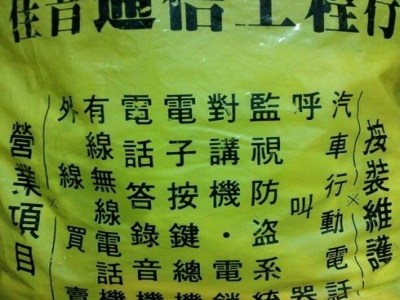 佳音通信工程行
按裝維護
汽車行動電話
呼叫器
監視防盜系統
對講機・電鎖
電子按鍵總機
電話答錄音機
有線無線電話機
外線買賣
營業項目